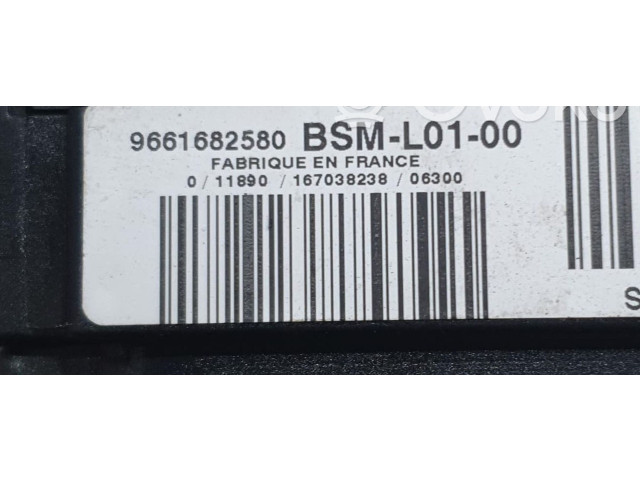 9661682580 BSM-L01-00
FABRIQUE EN FRANCE
0 / 11890 / 167038238 / 06300
S